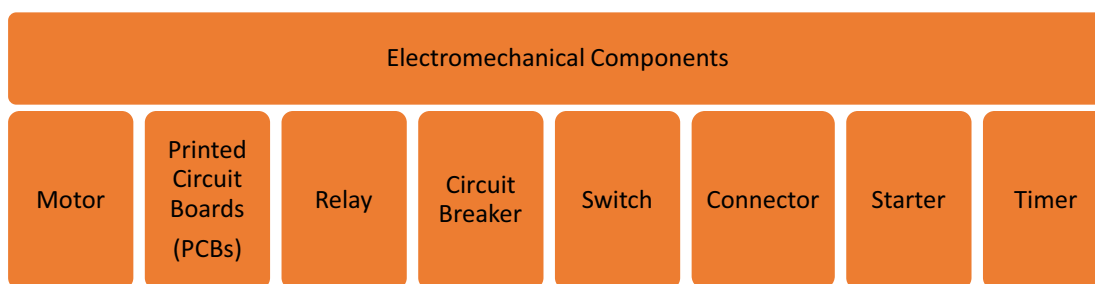 Electromechanical Components
Motor
Printed
Circuit
Boards
(PCBs)
Relay
Circuit
Breaker
Switch
Connector
Starter
Timer